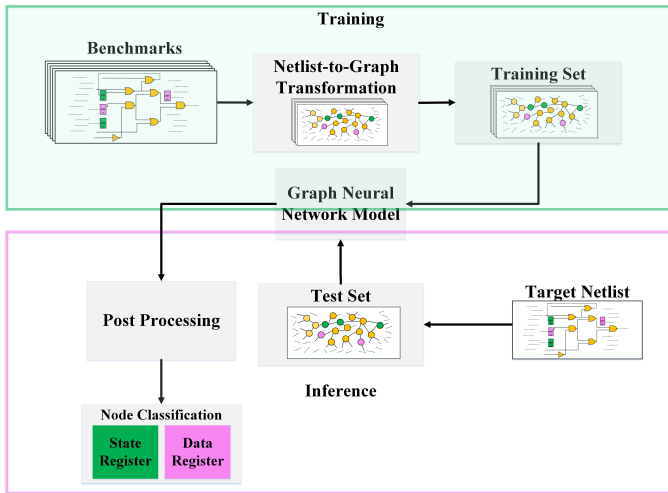 Training
Benchmarks
Netlist-to-Graph
Transformation
Training Set
Graph Neural
Network Model
Post Processing
Test Set
Target Netlist
Inference
Node Classification
State
Register
Data
Register